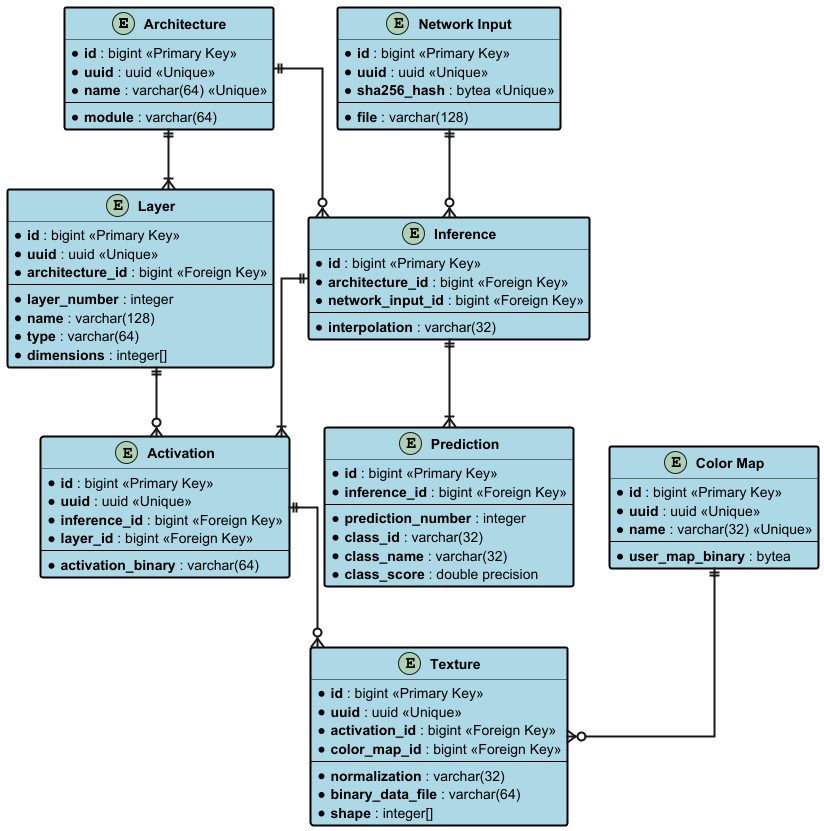 E Architecture
id : bigint «Primary Key»
uuid : uuid «Unique»
name : varchar(64) «Unique»
module : varchar(64)
E Network Input
id : bigint «Primary Key»
uuid : uuid «Unique»
sha256_hash : bytea «Unique»
file : varchar(128)
E Layer
id : bigint «Primary Key»
uuid : uuid «Unique»
architecture_id : bigint «Foreign Key»
layer_number : integer
name : varchar(128)
type : varchar(64)
dimensions : integer[]
E Inference
id : bigint «Primary Key»
architecture_id : bigint «Foreign Key»
network_input_id : bigint «Foreign Key»
interpolation : varchar(32)
E Activation
id : bigint «Primary Key»
uuid : uuid «Unique»
inference_id : bigint «Foreign Key»
layer_id : bigint «Foreign Key»
activation_binary : varchar(64)
E Prediction
id : bigint «Primary Key»
inference_id : bigint «Foreign Key»
prediction_number : integer
class_id : varchar(32)
class_name : varchar(32)
class_score : double precision
E Color Map
id : bigint «Primary Key»
uuid : uuid «Unique»
name : varchar(32) «Unique»
user_map_binary : bytea
E Texture
id : bigint «Primary Key»
uuid : uuid «Unique»
activation_id : bigint «Foreign Key»
color_map_id : bigint «Foreign Key»
normalization : varchar(32)
binary_data_file : varchar(64)
shape : integer[]